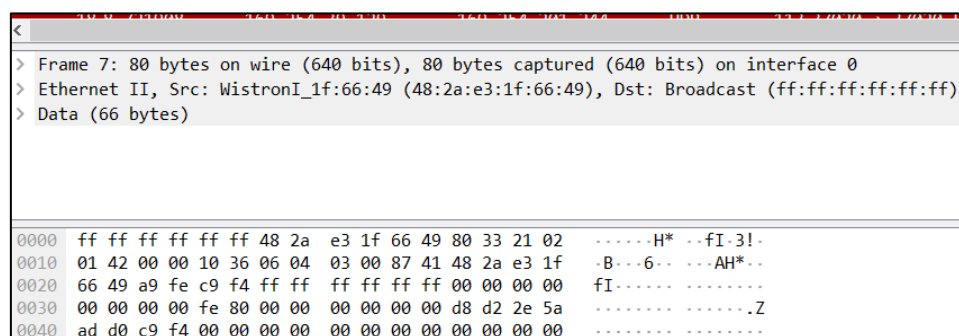 > Frame 7: 80 bytes on wire (640 bits), 80 bytes captured (640 bits) on interface 0
> Ethernet II, Src: WistronI_1f:66:49 (48:2a:e3:1f:66:49), Dst: Broadcast (ff:ff:ff:ff:ff:ff)
> Data (66 bytes)
0000 ff ff ff ff ff ff 48 2a e3 1f 66 49 80 33 21 02 ······H* ··fI·3!·
0010 01 42 00 00 10 36 06 04 03 00 87 41 48 2a e3 1f ·B···6·· ···AH*··
0020 66 49 a9 fe c9 f4 ff ff ff ff ff ff 00 00 00 00 fI······ ········
0030 00 00 00 00 fe 80 00 00 00 00 00 00 d8 d2 2e 5a ········ ······.Z
0040 ad d0 c9 f4 00 00 00 00 00 00 00 00 00 00 00 00 ········ ········